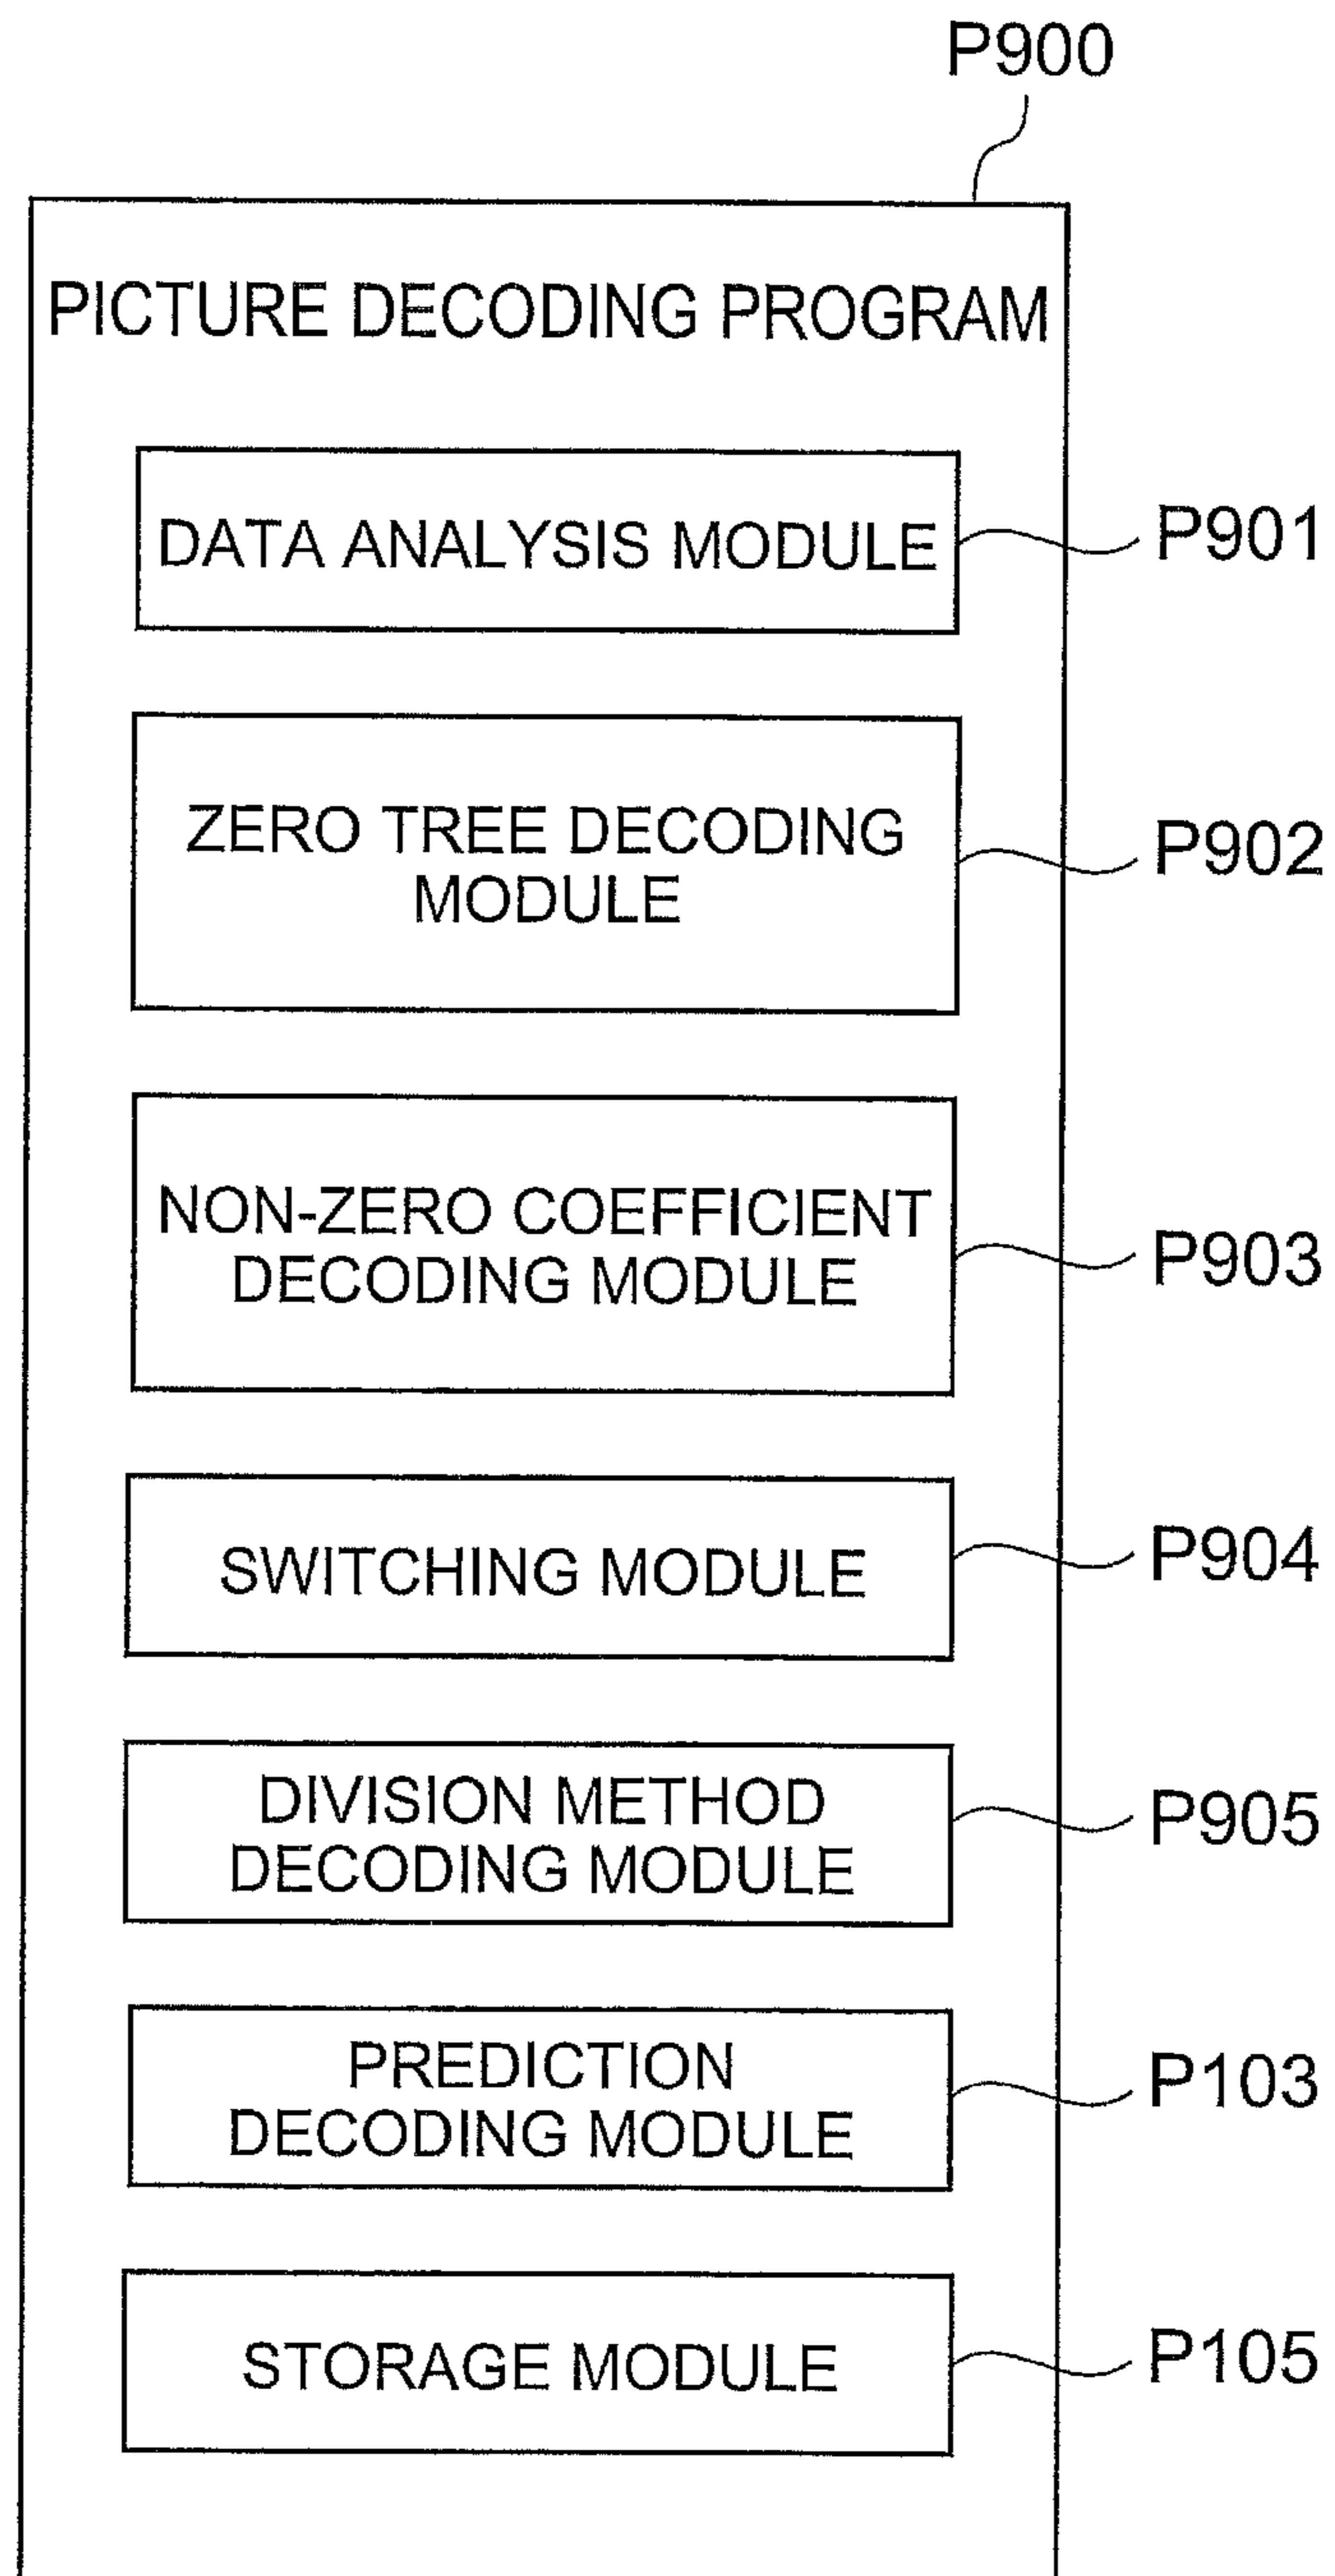 P900
PICTURE DECODING PROGRAM
DATA ANALYSIS MODULE
P901
ZERO TREE DECODING
MODULE
P902
NON-ZERO COEFFICIENT
DECODING MODULE
P903
SWITCHING MODULE
P904
DIVISION METHOD
DECODING MODULE
P905
PREDICTION
DECODING MODULE
P103
STORAGE MODULE
P105